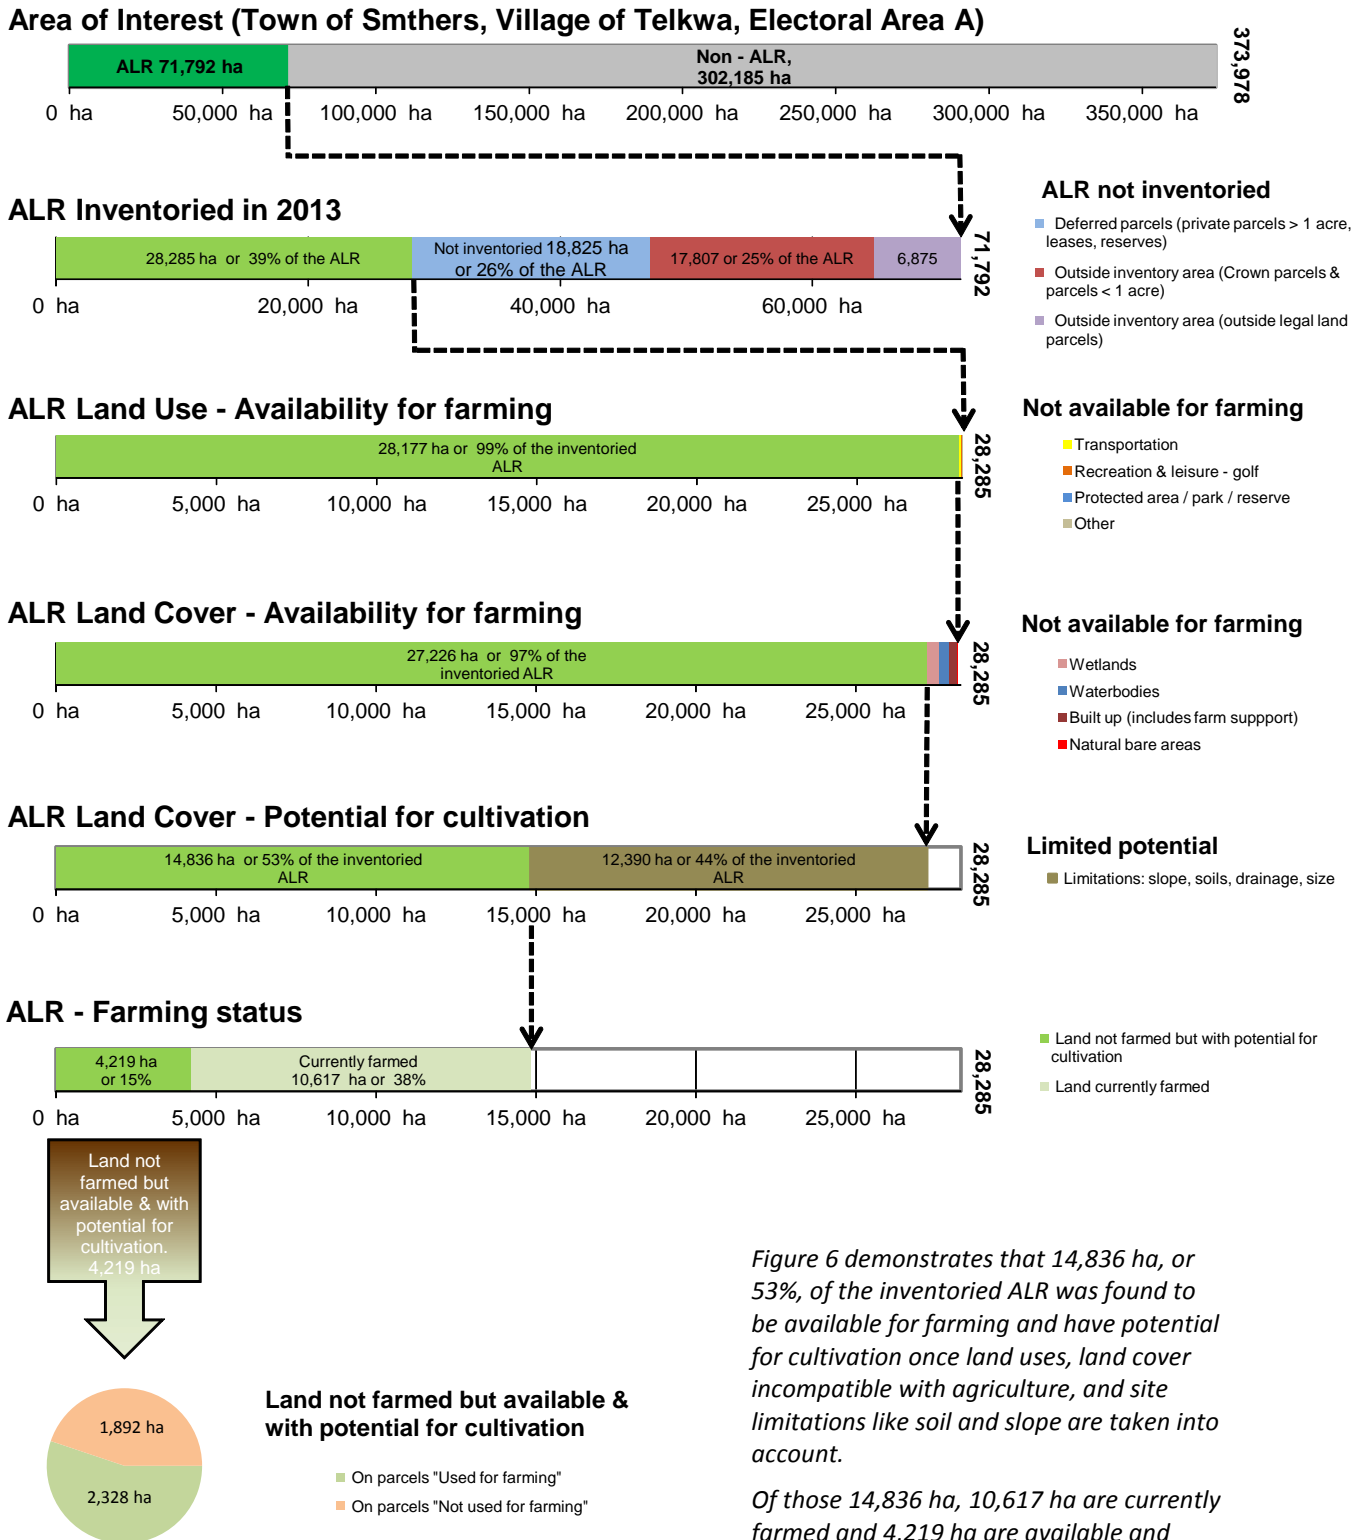 Area of Interest (Town of Smthers, Village of Telkwa, Electoral Area A)
ALR 71,792 ha
Non - ALR,
302,185 ha
373,978
0 ha
50,000 ha
100,000 ha
150,000 ha
200,000 ha
250,000 ha
300,000 ha
350,000 ha
ALR Inventoried in 2013
28,285 ha or 39% of the ALR
Not inventoried 18,825 ha
or 26% of the ALR
17,807 or 25% of the ALR
6,875
71,792
0 ha
20,000 ha
40,000 ha
60,000 ha
ALR not inventoried
Deferred parcels (private parcels > 1 acre,
leases, reserves)
Outside inventory area (Crown parcels &
parcels < 1 acre)
Outside inventory area (outside legal land
parcels)
ALR Land Use - Availability for farming
28,177 ha or 99% of the inventoried
ALR
28,285
0 ha
5,000 ha
10,000 ha
15,000 ha
20,000 ha
25,000 ha
Not available for farming
Transportation
Recreation & leisure - golf
Protected area / park / reserve
Other
ALR Land Cover - Availability for farming
27,226 ha or 97% of the
inventoried ALR
28,285
0 ha
5,000 ha
10,000 ha
15,000 ha
20,000 ha
25,000 ha
Not available for farming
Wetlands
Waterbodies
Built up (includes farm suppport)
Natural bare areas
ALR Land Cover - Potential for cultivation
14,836 ha or 53% of the inventoried
ALR
12,390 ha or 44% of the inventoried
ALR
28,285
0 ha
5,000 ha
10,000 ha
15,000 ha
20,000 ha
25,000 ha
Limited potential
Limitations: slope, soils, drainage, size
ALR - Farming status
4,219 ha
or 15%
Currently farmed
10,617 ha or 38%
28,285
0 ha
5,000 ha
10,000 ha
15,000 ha
20,000 ha
25,000 ha
Land not farmed but with potential for
cultivation
Land currently farmed
Land not
farmed but
available & with
potential for
cultivation.
4,219 ha
1,892 ha
2,328 ha
Land not farmed but available &
with potential for cultivation
On parcels "Used for farming"
On parcels "Not used for farming"
Figure 6 demonstrates that 14,836 ha, or
53%, of the inventoried ALR was found to
be available for farming and have potential
for cultivation once land uses, land cover
incompatible with agriculture, and site
limitations like soil and slope are taken into
account.
Of those 14,836 ha, 10,617 ha are currently
farmed and 4,219 ha are available and